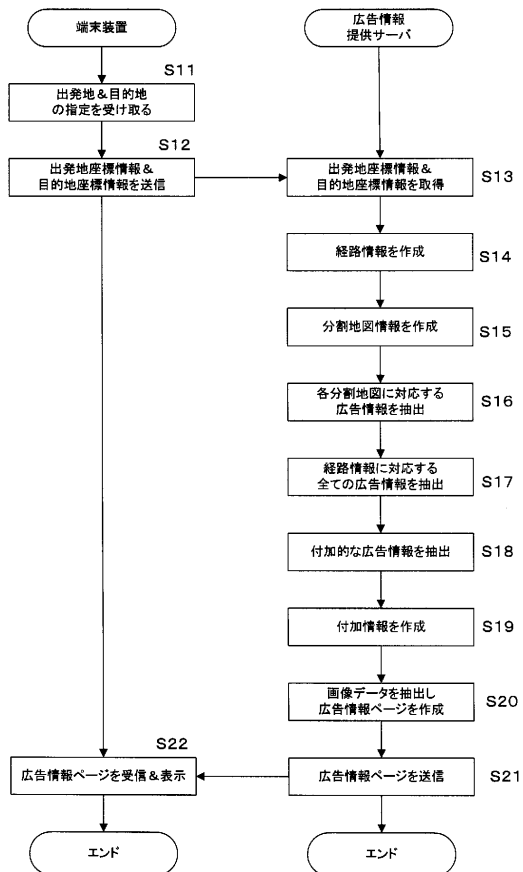 端末装置
広告情報
提供サーバ
S11
出発地&目的地
の指定を受け取る
S12
出発地座標情報&
目的地座標情報を送信
出発地座標情報&
目的地座標情報を取得
S13
経路情報を作成
S14
分割地図情報を作成
S15
各分割地図に対応する
広告情報を抽出
S16
経路情報に対応する
全ての広告情報を抽出
S17
付加的な広告情報を抽出
S18
付加情報を作成
S19
画像データを抽出し
広告情報ページを作成
S20
S22
広告情報ページを受信&表示
広告情報ページを送信
S21
エンド
エンド